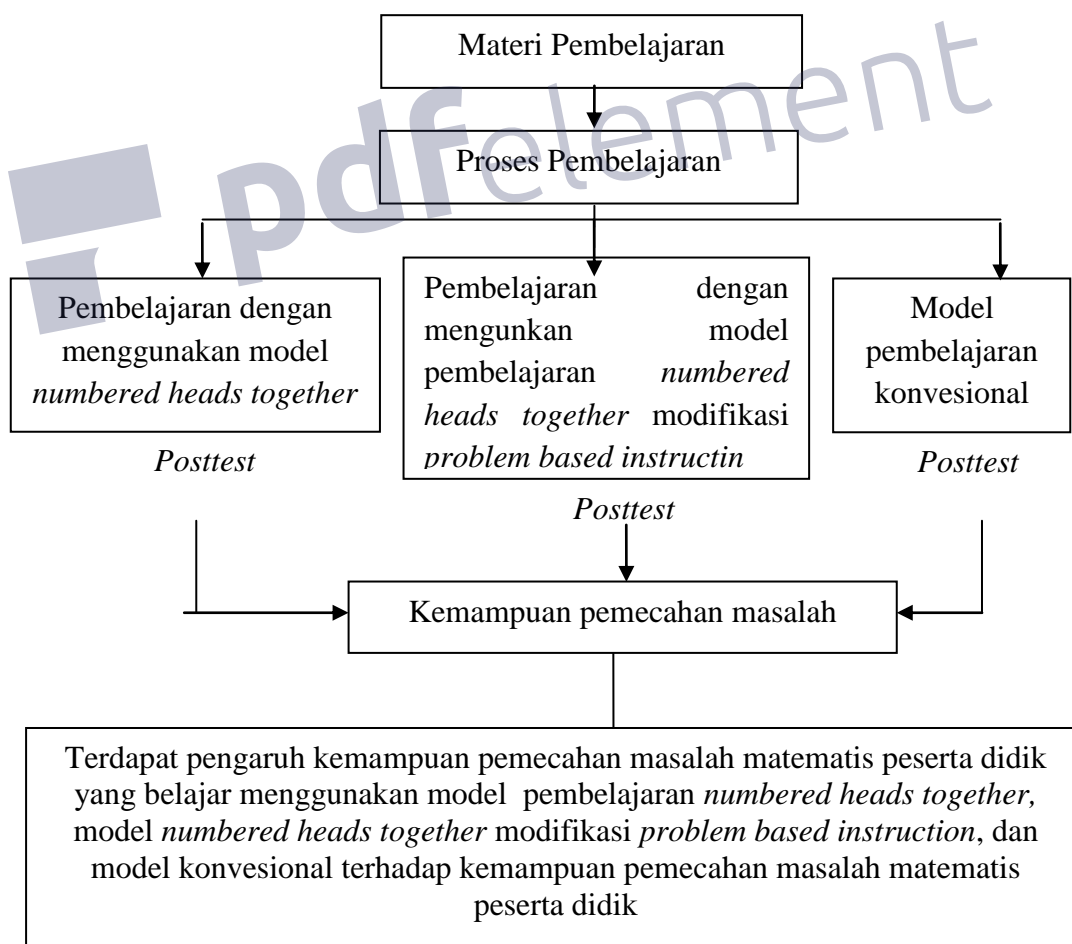 Materi Pembelajaran
pdfelement
Proses Pembelajaran
Pembelajaran dengan
menggunakan model
numbered heads together
Posttest
Pembelajaran dengan
mengunkan model
pembelajaran numbered
heads together modifikasi
problem based instructin
Posttest
Model
pembelajaran
konvesional
Posttest
Kemampuan pemecahan masalah
Terdapat pengaruh kemampuan pemecahan masalah matematis peserta didik
yang belajar menggunakan model pembelajaran numbered heads together,
model numbered heads together modifikasi problem based instruction, dan
model konvesional terhadap kemampuan pemecahan masalah matematis
peserta didik